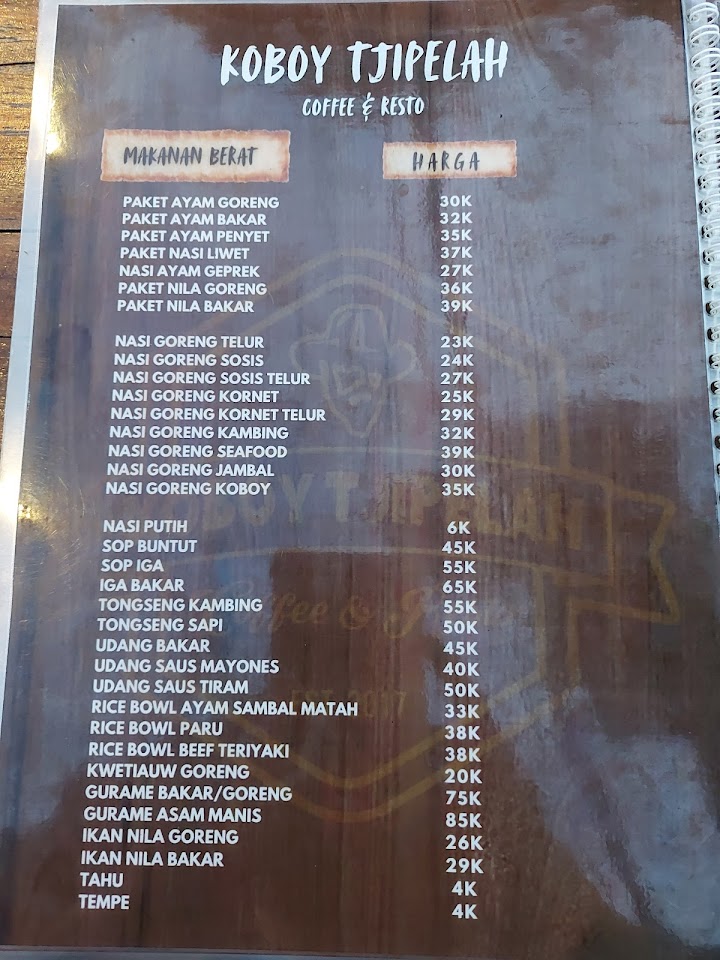 KOBOY TJIPELAH
COFFEE & RESTO
MAKANAN BERAT HARGA
PAKET AYAM GORENG 30K
PAKET AYAM BAKAR 32K
PAKET AYAM PENYET 35K
PAKET NASI LIWET 37K
NASI AYAM GEPREK 27K
PAKET NILA GORENG 36K
PAKET NILA BAKAR 39K
NASI GORENG TELUR 23K
NASI GORENG SOSIS 24K
NASI GORENG SOSIS TELUR 27K
NASI GORENG KORNET 25K
NASI GORENG KORNET TELUR 29K
NASI GORENG KAMBING 32K
NASI GORENG SEAFOOD 39K
NASI GORENG JAMBAL 30K
NASI GORENG KOBOY 35K
NASI PUTIH 6K
SOP BUNTUT 45K
SOP IGA 55K
IGA BAKAR 65K
TONGSENG KAMBING 55K
TONGSENG SAPI 50K
UDANG BAKAR 45K
UDANG SAUS MAYONES 40K
UDANG SAUS TIRAM 50K
RICE BOWL AYAM SAMBAL MATAH 33K
RICE BOWL PARU 38K
RICE BOWL BEEF TERIYAKI 38K
KWETIAUW GORENG 20K
GURAME BAKAR/GORENG 75K
GURAME ASAM MANIS 85K
IKAN NILA GORENG 26K
IKAN NILA BAKAR 29K
TAHU 4K
TEMPE 4K